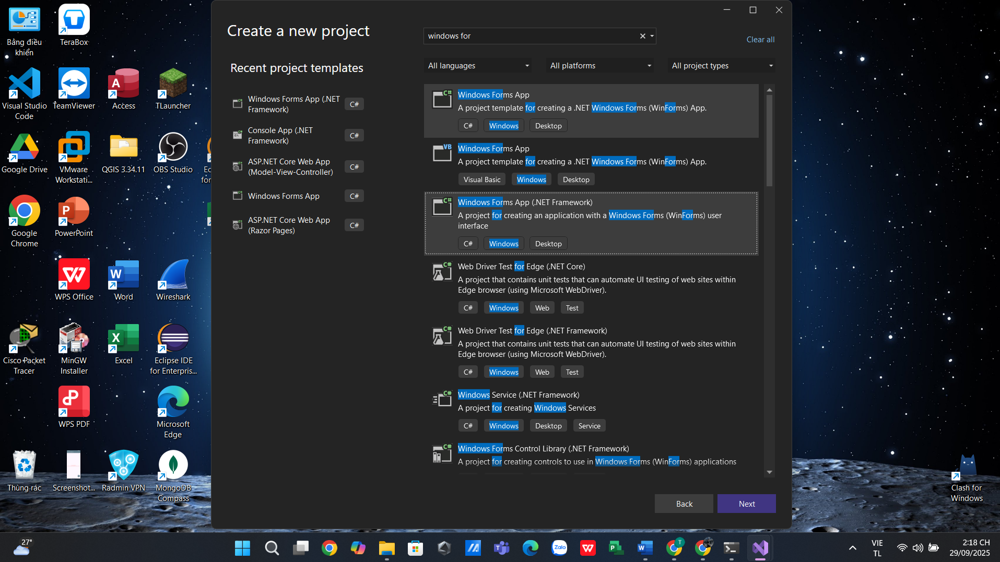 Bảng điều
khiển
TeraBox
Visual Studio
Code
TeamViewer
Access
TLauncher
Google Drive
VMware
Workstati...
QGIS 3.34.11
OBS Studio
Google
Chrome
PowerPoint
WPS Office
Word
Wireshark
Cisco Packet
Tracer
MinGW
Installer
Excel
Eclipse IDE
for Enterpris...
WPS PDF
Microsoft
Edge
Thùng rác
Screenshot...
Radmin VPN
MongoDB
Compass
Create a new project
windows for
Clear all
All languages
All platforms
All project types
Recent project templates
Windows Forms App (.NET
Framework)
C#
Console App (.NET
Framework)
C#
ASP.NET Core Web App
(Model-View-Controller)
C#
Windows Forms App
C#
ASP.NET Core Web App
(Razor Pages)
C#
Windows Forms App
A project template for creating a .NET Windows Forms (WinForms) App.
C# Windows Desktop
Windows Forms App
A project template for creating a .NET Windows Forms (WinForms) App.
Visual Basic Windows Desktop
Windows Forms App (.NET Framework)
A project for creating an application with a Windows Forms (WinForms) user
interface
C# Windows Desktop
Web Driver Test for Edge (.NET Core)
A project that contains unit tests that can automate UI testing of web sites within
Edge browser (using Microsoft WebDriver).
C# Windows Web Test
Web Driver Test for Edge (.NET Framework)
A project that contains unit tests that can automate UI testing of web sites within
Edge browser (using Microsoft WebDriver).
C# Windows Web Test
Windows Service (.NET Framework)
A project for creating Windows Services
C# Windows Desktop Service
Windows Forms Control Library (.NET Framework)
A project for creating controls to use in Windows Forms (WinForms) applications
Back
Next
Clash for
Windows
27°
Zalo
VIE
TL
2:18 CH
29/09/2025